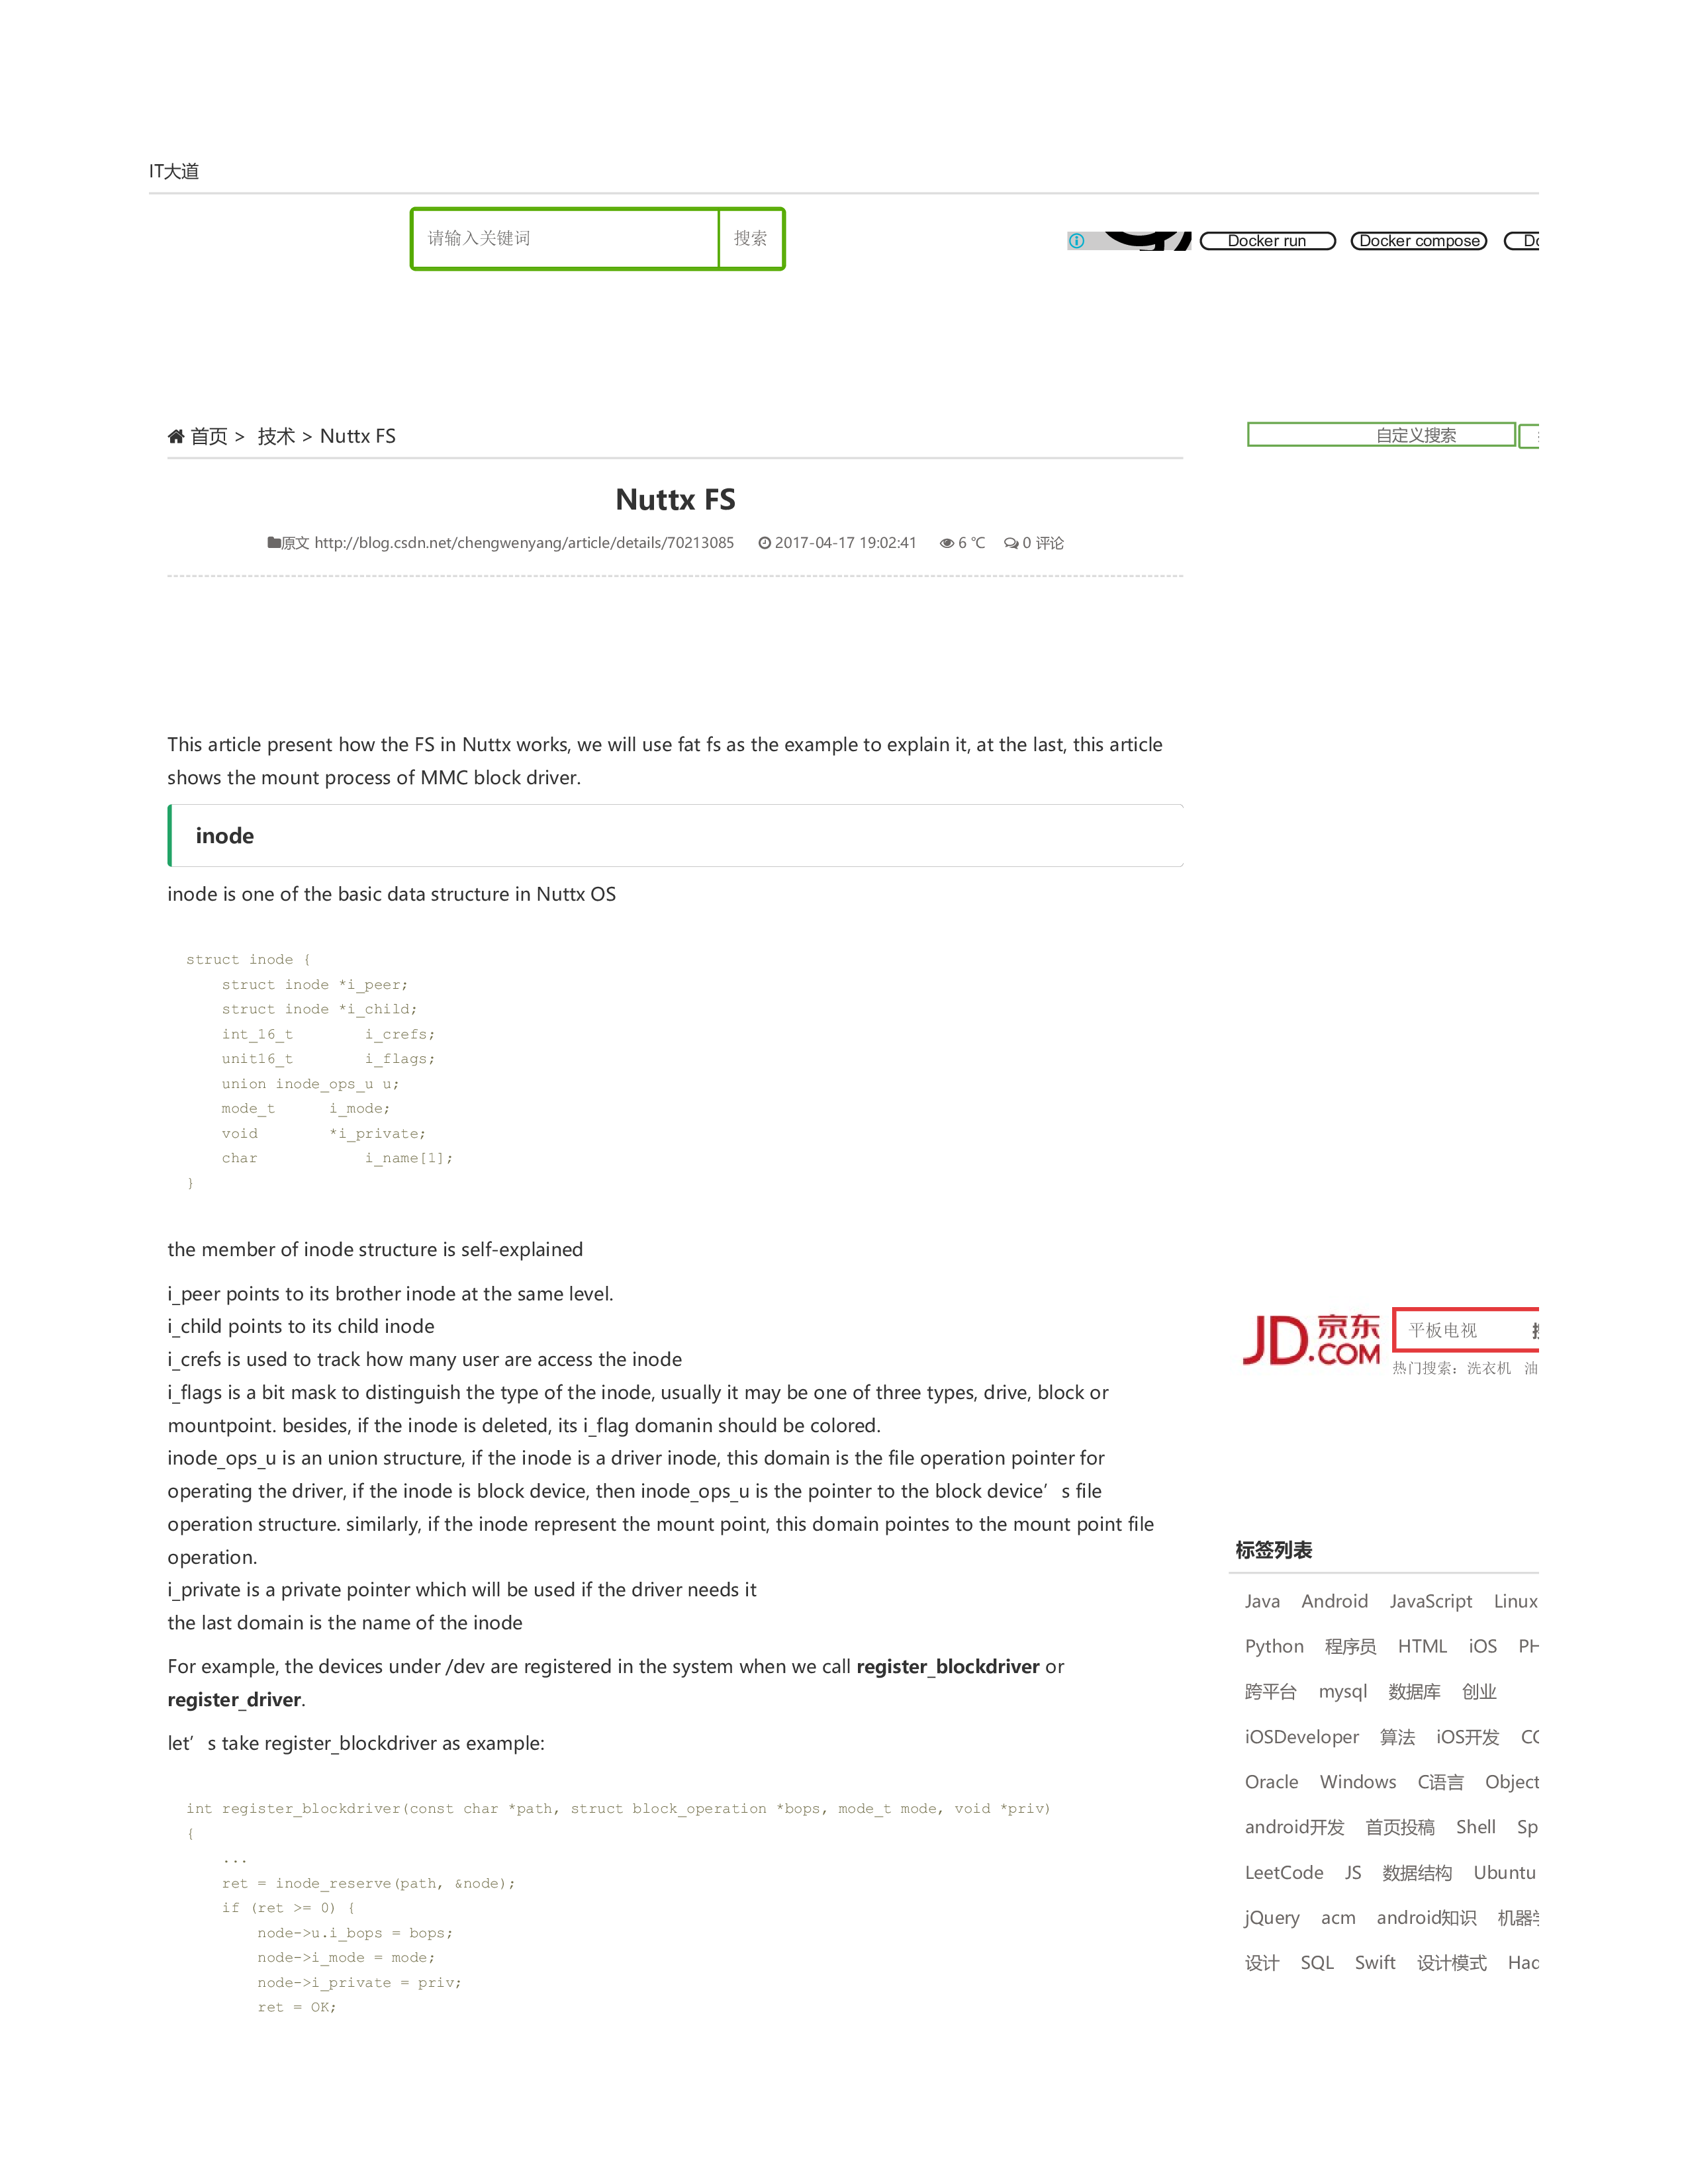 IT大道
请输入关键词 搜索
Docker run Docker compose
首页 > 技术 > Nuttx FS
自定义搜索
Nuttx FS
原文 http://blog.csdn.net/chengwenyang/article/details/70213085 2017-04-17 19:02:41 6 ℃ 0 评论
This article present how the FS in Nuttx works, we will use fat fs as the example to explain it, at the last, this article
shows the mount process of MMC block driver.
inode
inode is one of the basic data structure in Nuttx OS
struct inode {
    struct inode *i_peer;
    struct inode *i_child;
    int_16_t        i_crefs;
    unit16_t        i_flags;
    union inode_ops_u u;
    mode_t      i_mode;
    void        *i_private;
    char            i_name[1];
}
the member of inode structure is self-explained
i_peer points to its brother inode at the same level.
i_child points to its child inode
i_crefs is used to track how many user are access the inode
i_flags is a bit mask to distinguish the type of the inode, usually it may be one of three types, drive, block or
mountpoint. besides, if the inode is deleted, its i_flag domanin should be colored.
inode_ops_u is an union structure, if the inode is a driver inode, this domain is the file operation pointer for
operating the driver, if the inode is block device, then inode_ops_u is the pointer to the block device’s file
operation structure. similarly, if the inode represent the mount point, this domain pointes to the mount point file
operation.
i_private is a private pointer which will be used if the driver needs it
the last domain is the name of the inode
For example, the devices under /dev are registered in the system when we call register_blockdriver or
register_driver.
let’s take register_blockdriver as example:
int register_blockdriver(const char *path, struct block_operation *bops, mode_t mode, void *priv)
{
    ...
    ret = inode_reserve(path, &node);
    if (ret >= 0) {
        node->u.i_bops = bops;
        node->i_mode = mode;
        node->i_private = priv;
        ret = OK;
JD.COM 京东
平板电视
热门搜索: 洗衣机 油
标签列表
Java Android JavaScript Linux
Python 程序员 HTML iOS
跨平台 mysql 数据库 创业
iOSDeveloper 算法 iOS开发
Oracle Windows C语言 Object
android开发 首页投稿 Shell Sp
LeetCode JS 数据结构 Ubuntu
jQuery acm android知识 机器
设计 SQL Swift 设计模式